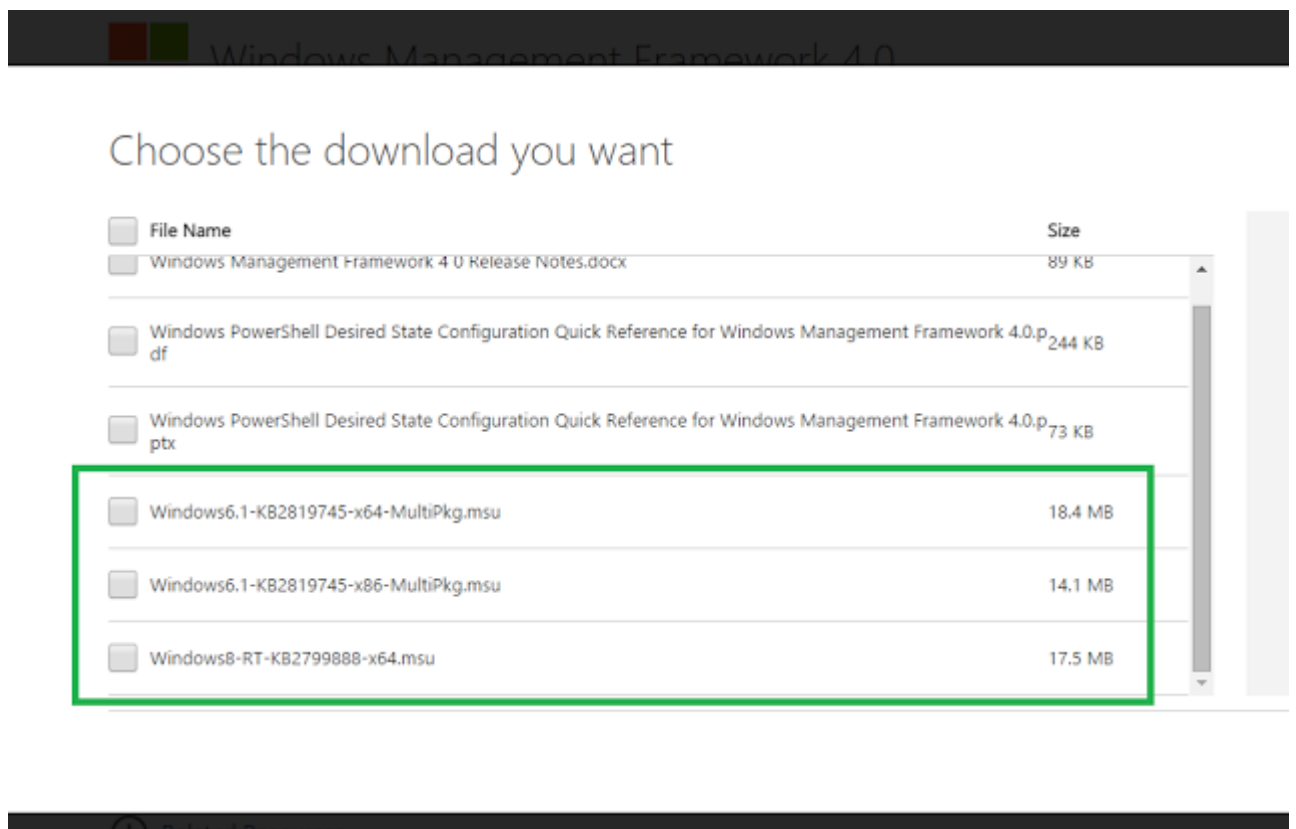 Windows Management Framework 4.0
Choose the download you want
File Name Size
Windows Management Framework 4 0 Release Notes.docx 89 KB
Windows PowerShell Desired State Configuration Quick Reference for Windows Management Framework 4.0.p
df
244 KB
Windows PowerShell Desired State Configuration Quick Reference for Windows Management Framework 4.0.p
ptx
73 KB
Windows6.1-KB2819745-x64-MultiPkg.msu 18.4 MB
Windows6.1-KB2819745-x86-MultiPkg.msu 14.1 MB
Windows8-RT-KB2799888-x64.msu 17.5 MB